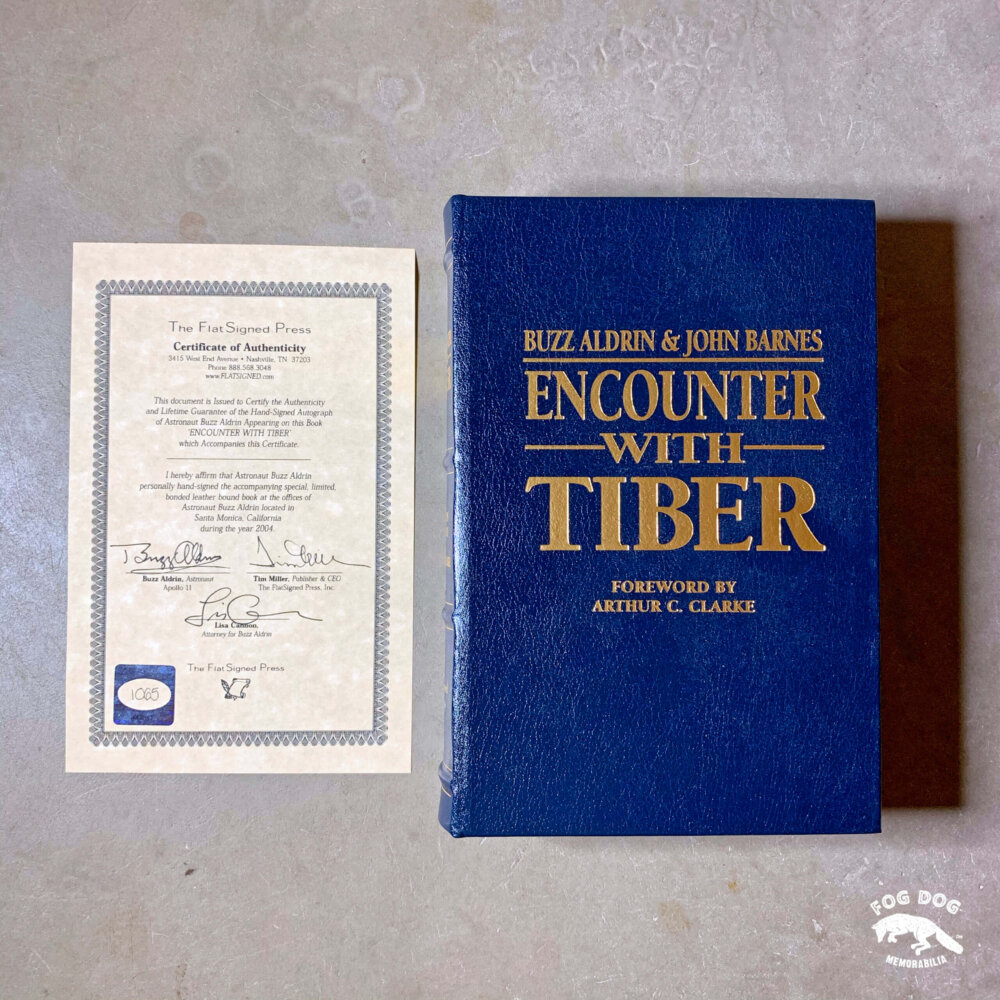 The FlatSigned Press
Certificate of Authenticity
3415 West End Avenue • Nashville, TN 37203
Phone 888.568.3048
www.FLATSIGNED.com
This document is Issued to Certify the Authenticity
and Lifetime Guarantee of the Hand-Signed Autograph
of Astronaut Buzz Aldrin Appearing on this Book
'ENCOUNTER WITH TIBER'
which Accompanies this Certificate.
I hereby affirm that Astronaut Buzz Aldrin
personally hand-signed the accompanying special, limited,
bonded leather bound book at the offices of
Astronaut Buzz Aldrin located in
Santa Monica, California
during the year 2004.
Buzz Aldrin
Buzz Aldrin, Astronaut
Apollo 11
Tim Miller, Publisher & CEO
The FlatSigned Press, Inc.
Lisa Cannon,
Attorney for Buzz Aldrin
The FlatSigned Press
1065
BUZZ ALDRIN & JOHN BARNES
ENCOUNTER
WITH
TIBER
FOREWORD BY
ARTHUR C. CLARKE
FOG DOG
MEMORABILIA